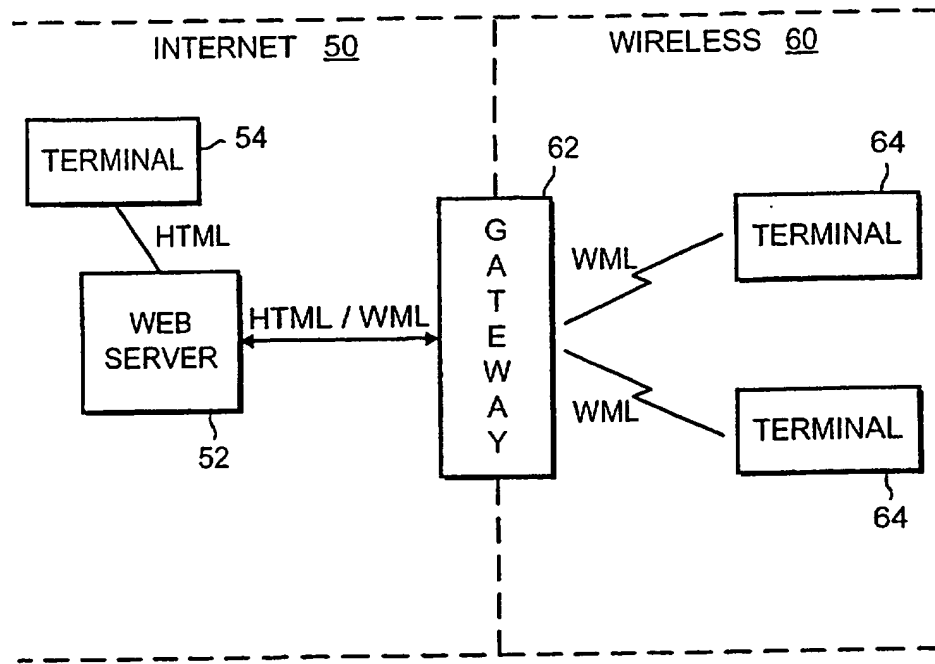 INTERNET 50
WIRELESS 60
54
TERMINAL
HTML
WEB
SERVER
52
HTML / WML
62
GATEWAY
WML
WML
64
TERMINAL
TERMINAL
64